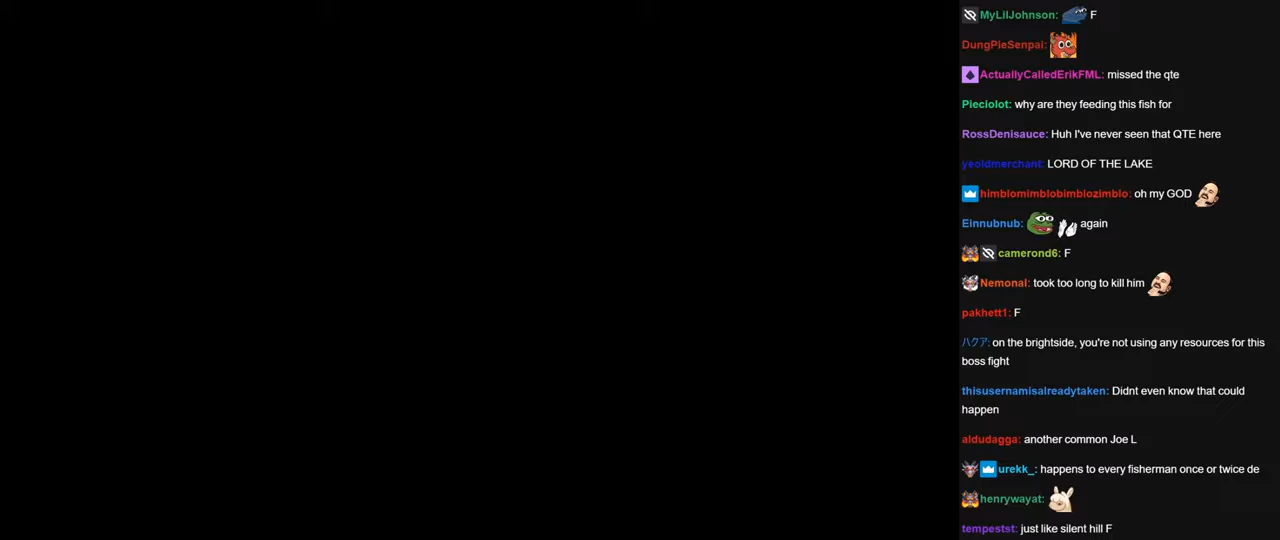 MyLilJohnson: F
DungPieSenpai:
ActuallyCalledErikFML: missed the qte
Pieciolot: why are they feeding this fish for
RossDenisauce: Huh I've never seen that QTE here
yeoldmerchant: LORD OF THE LAKE
himblomimblobimblozimblo: oh my GOD
Einnubnub: again
camerond6: F
Nemonal: took too long to kill him
pakhett1: F
ハクア: on the brightside, you're not using any resources for this
boss fight
thisusernamisalreadytaken: Didnt even know that could
happen
aldudagga: another common Joe L
urekk_: happens to every fisherman once or twice de
henrywayat:
tempestst: just like silent hill F